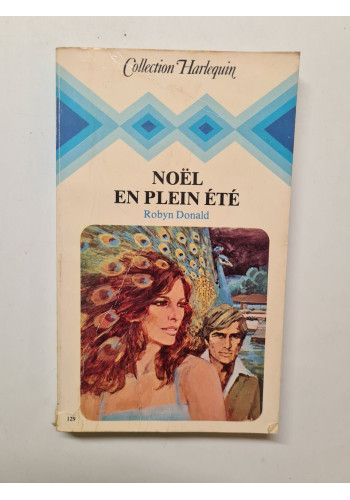 Collection Harlequin
NOËL
EN PLEIN ÉTÉ
Robyn Donald
129